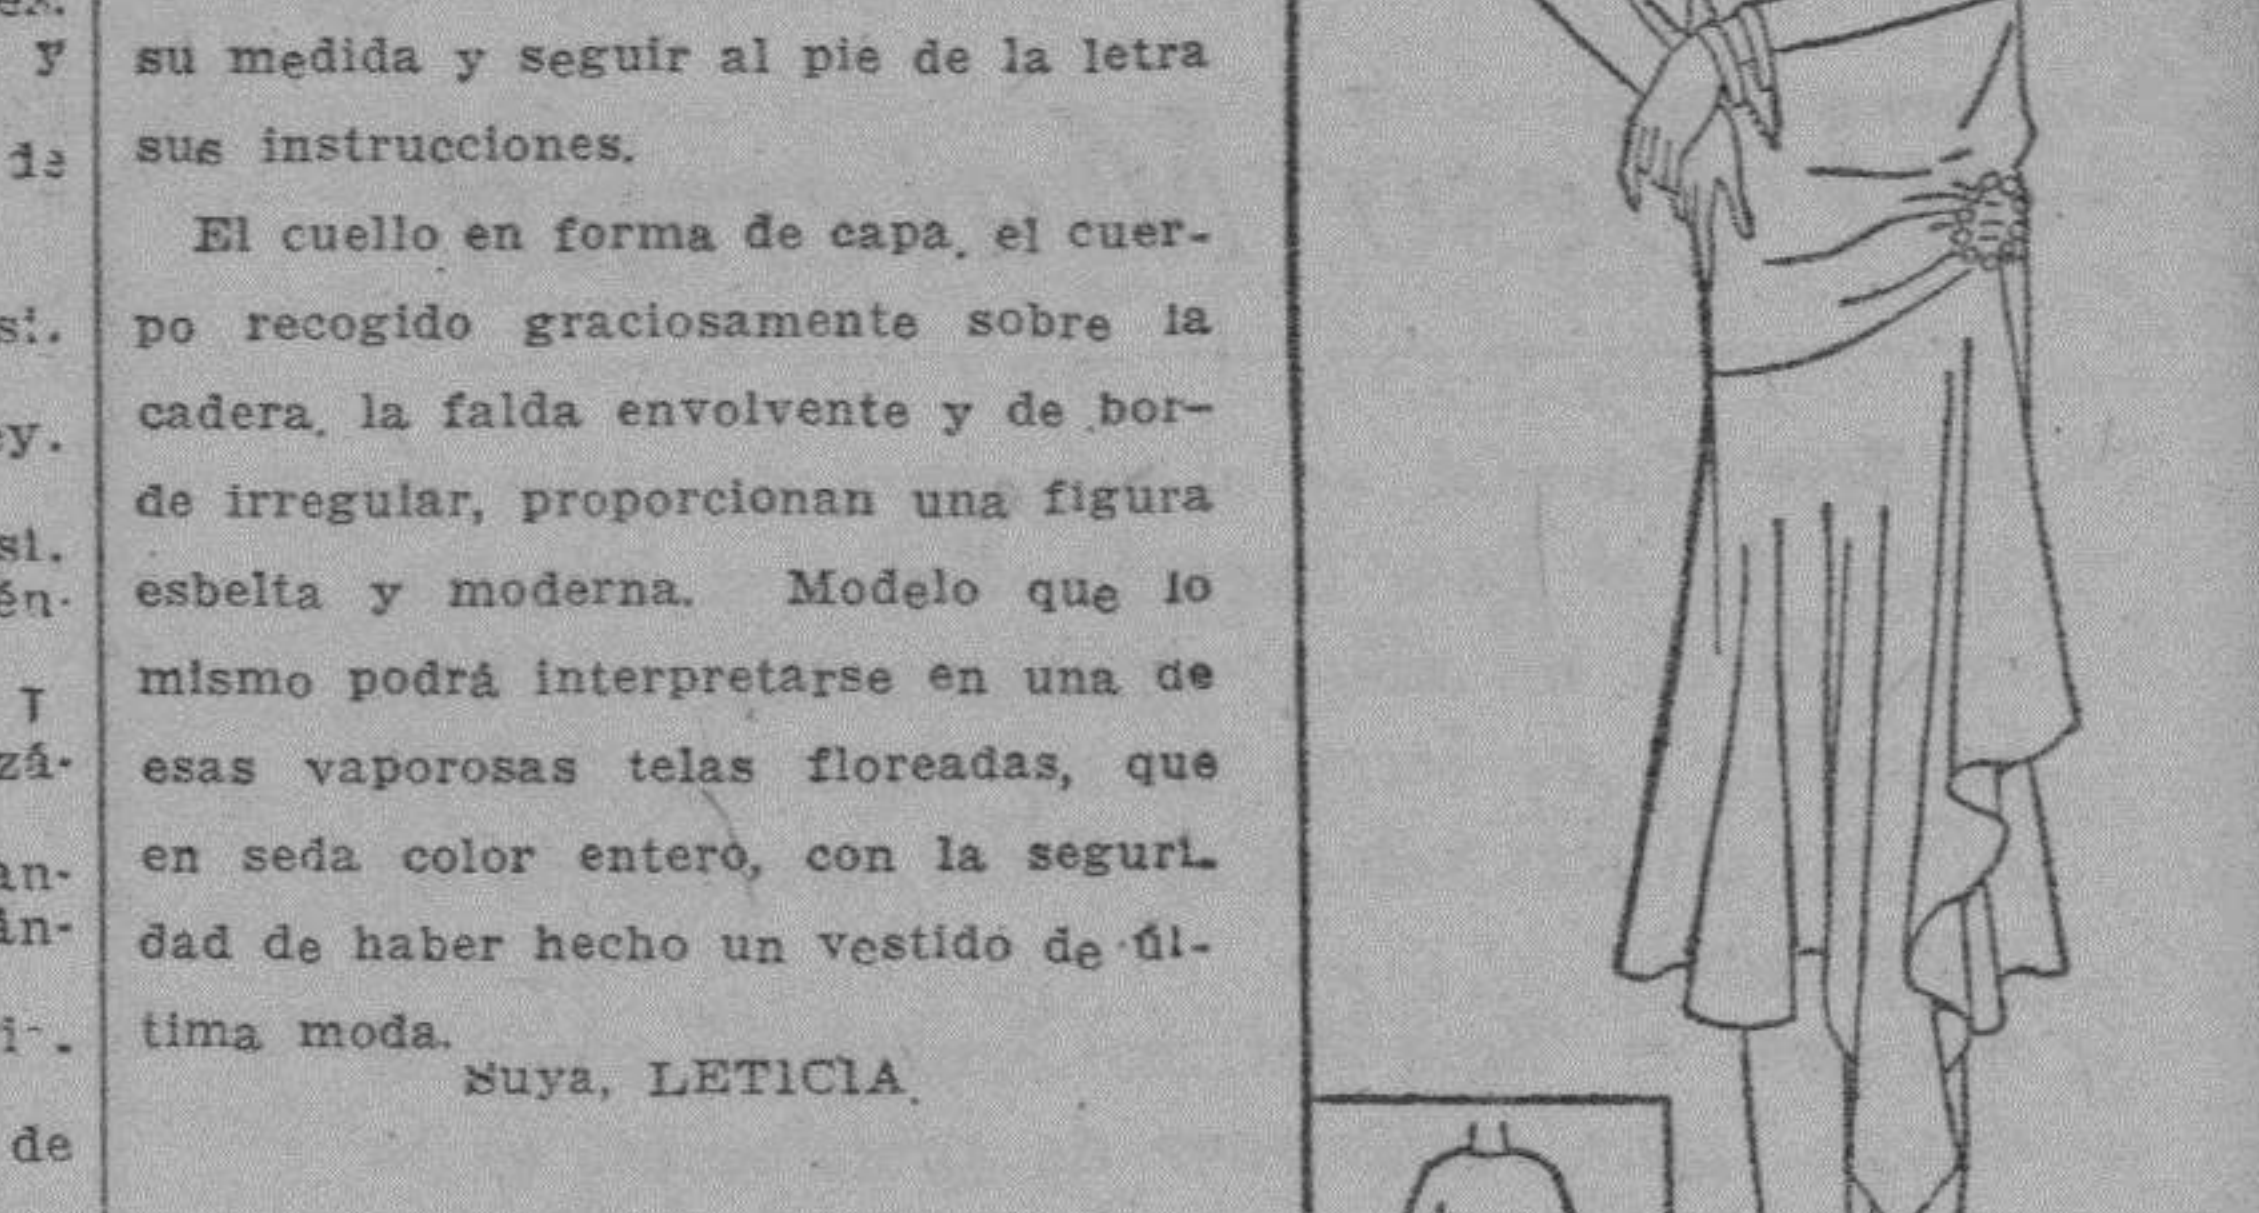 y
de
su medida y seguir al pie de la letra
sus instrucciones.
El cuello en forma de capa, el cuer-
po recogido graciosamente sobre la
cadera, la falda envolvente y de bor-
de irregular, proporcionan una figura
esbelta y moderna. Modelo que lo
mismo podrá interpretarse en una de
esas vaporosas telas floreadas, que
en seda color entero, con la seguri-
dad de haber hecho un vestido de úl-
tima moda.
Suya, LETICIA.
de